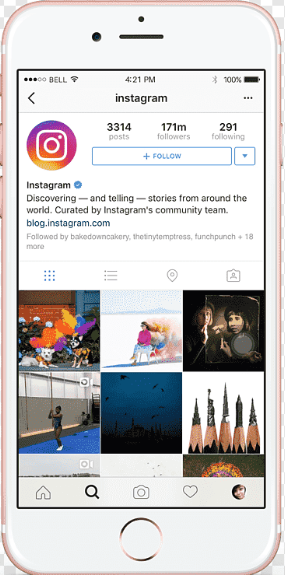 BELL 4:21 PM 100%
instagram
3314 171m 291
posts followers following
+ FOLLOW
Instagram
Discovering — and telling — stories from around the
world. Curated by Instagram's community team.
blog.instagram.com
Followed by bakedowncakery, thetinytemptress, funchpunch + 18
more